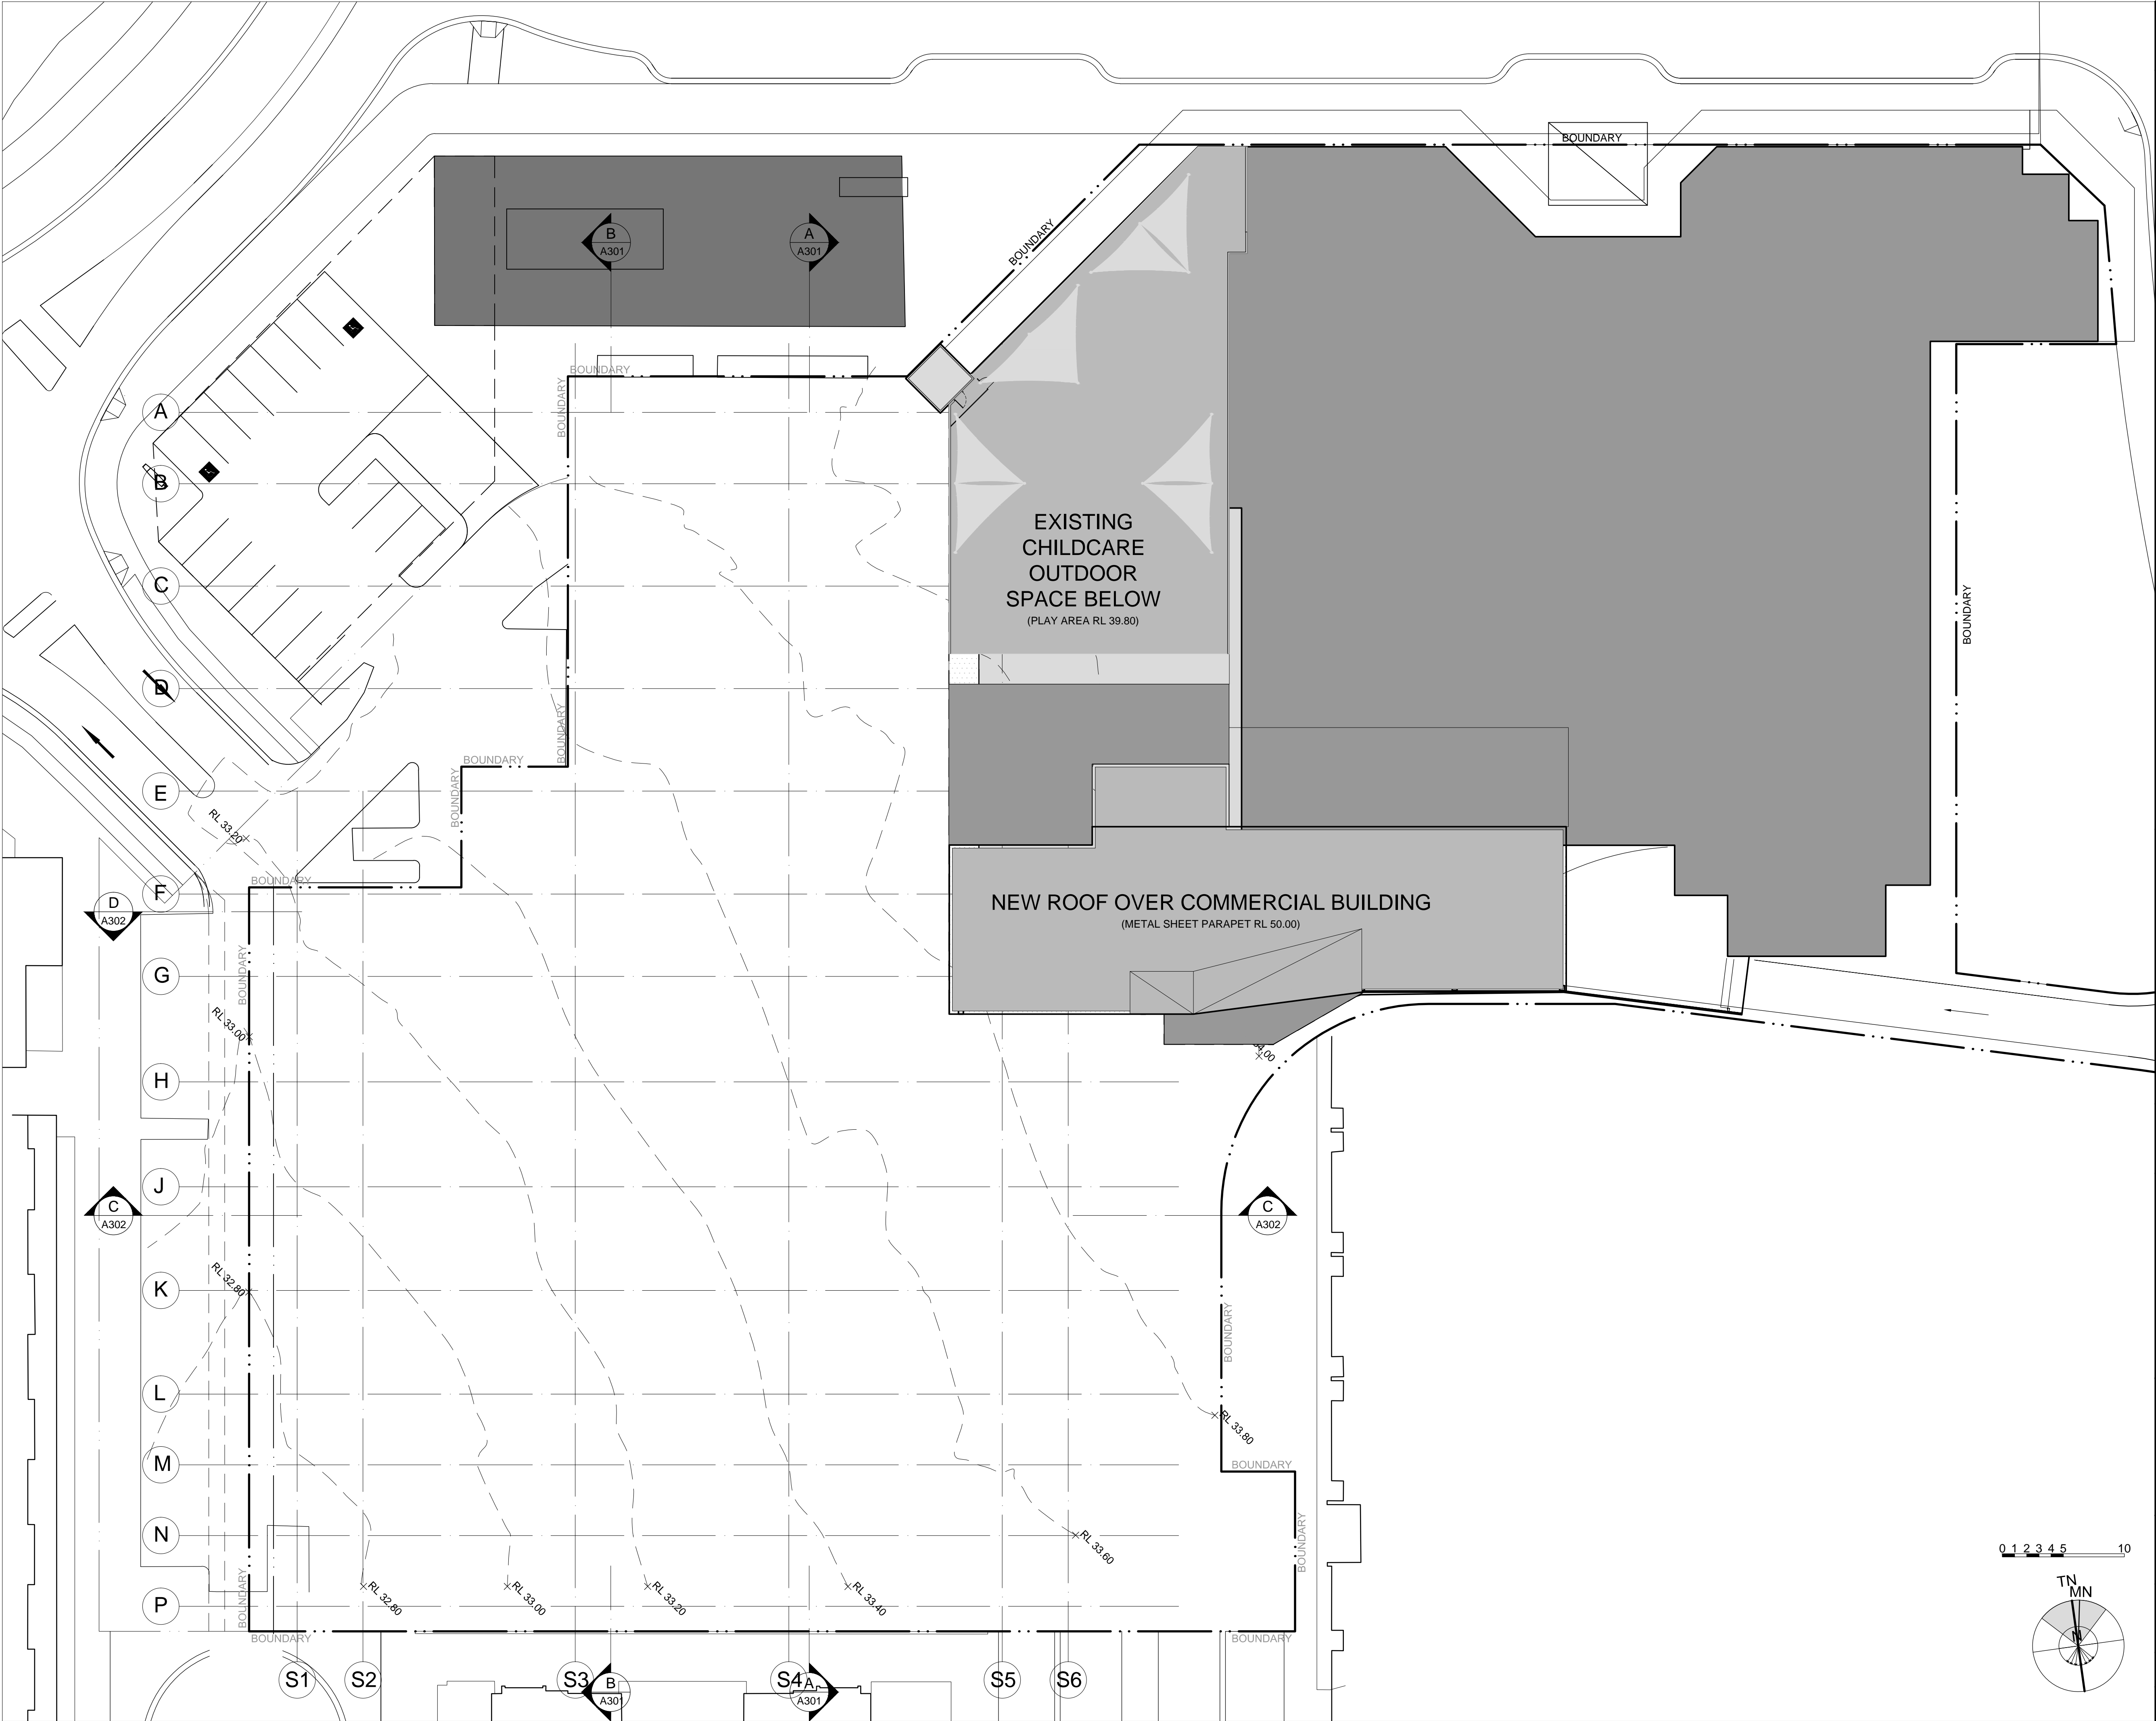 BOUNDARY
B
A301
A
A301
BOUNDARY
BOUNDARY
BOUNDARY
A
B
C
D
E
F
G
H
J
K
L
M
N
P
EXISTING
CHILDCARE
OUTDOOR
SPACE BELOW
(PLAY AREA RL 39.80)
BOUNDARY
BOUNDARY
BOUNDARY
BOUNDARY
RL 33.20
BOUNDARY
D
A302
NEW ROOF OVER COMMERCIAL BUILDING
(METAL SHEET PARAPET RL 50.00)
BOUNDARY
RL 33.00
C
A302
C
A302
RL 32.80
BOUNDARY
RL 33.80
BOUNDARY
BOUNDARY
RL 33.60
RL 32.80
RL 33.00
RL 33.20
RL 33.40
BOUNDARY
BOUNDARY
BOUNDARY
0 1 2 3 4 5 10
TN
MN
N
S1
S2
S3
S4
S5
S6
B
A301
A
A301